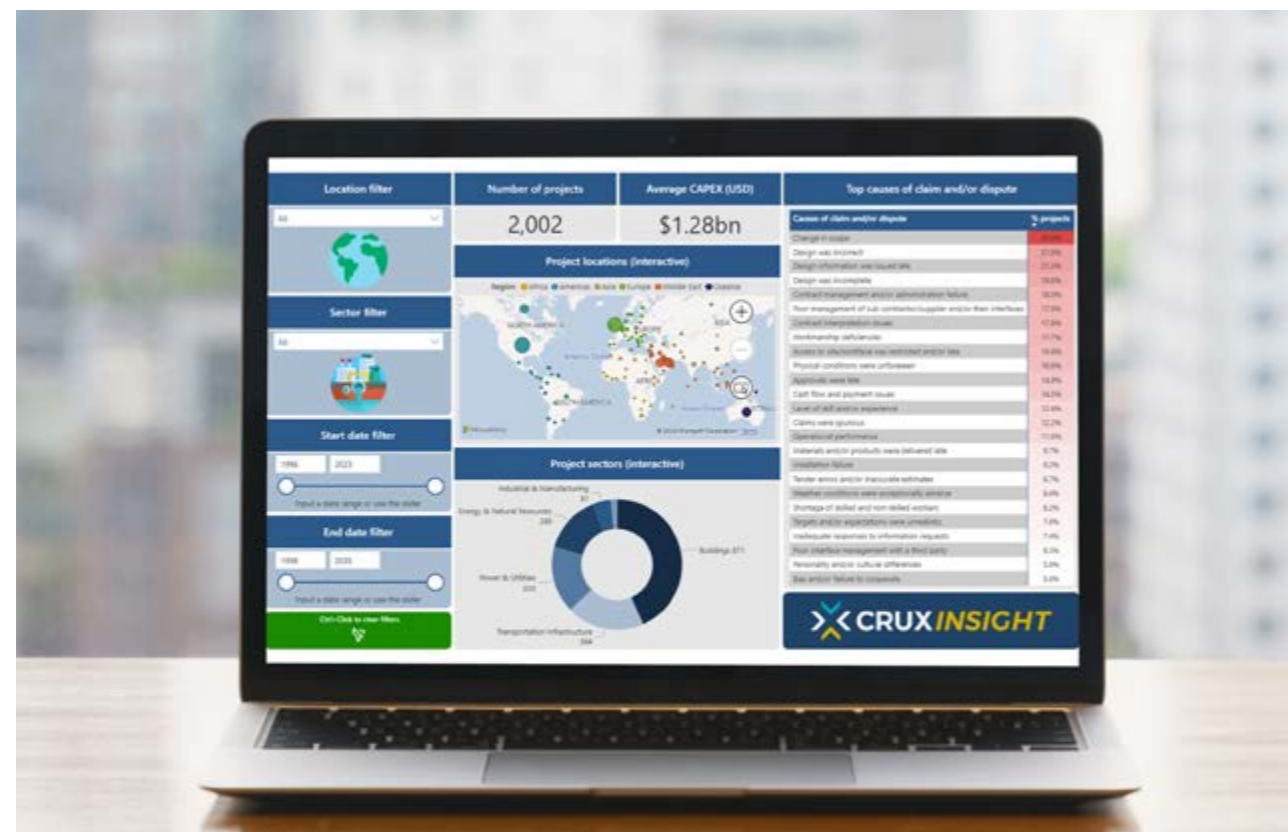 Location filter
All
Sector filter
All
Start date filter
1996 2023
Input a date range or use the slider
End date filter
1998 2035
Input a date range or use the slider
Ctrl+Click to clear filters
Number of projects
2,002
Average CAPEX (USD)
$1.28bn
Project locations (interactive)
Region Africa Americas Asia Europe Middle East Oceania
NORTH AMERICA
EUROPE
ASIA
Atlantic Ocean
AFRICA
SOUTH AMERICA
Project sectors (interactive)
Industrial & Manufacturing
Energy & Natural Resources
Buildings 871
Power & Utilities
Transportation Infrastructure
Top causes of claim and/or dispute
Causes of claim and/or dispute % projects
Change in scope
Design was incorrect
Design information was issued late
Design was incomplete
Contract management and/or administration failure
Poor management of sub contractor/supplier and/or their interfaces
Contract interpretation issues
Workmanship deficiencies
Access to site/workface was restricted and/or late
Physical conditions were unforeseen
Approvals were late
Cash flow and payment issues
Level of skill and/or experience
Claims were spurious 12.2%
Operational performance
Materials and/or products were delivered late
Installation failure
Tender errors and/or inaccurate estimates
Weather conditions were exceptionally adverse
Shortage of skilled and non-skilled workers
Targets and/or expectations were unrealistic
Inadequate responses to information requests
Poor interface management with a third party
Personality and/or cultural differences
Bias and/or failure to cooperate
CRUXINSIGHT